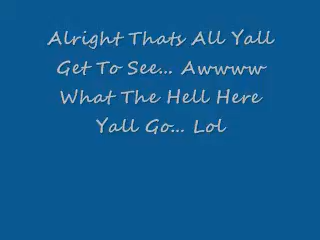 Alright Thats All Yall
Get To See... Awwww
What The Hell Here
Yall Go... Lol